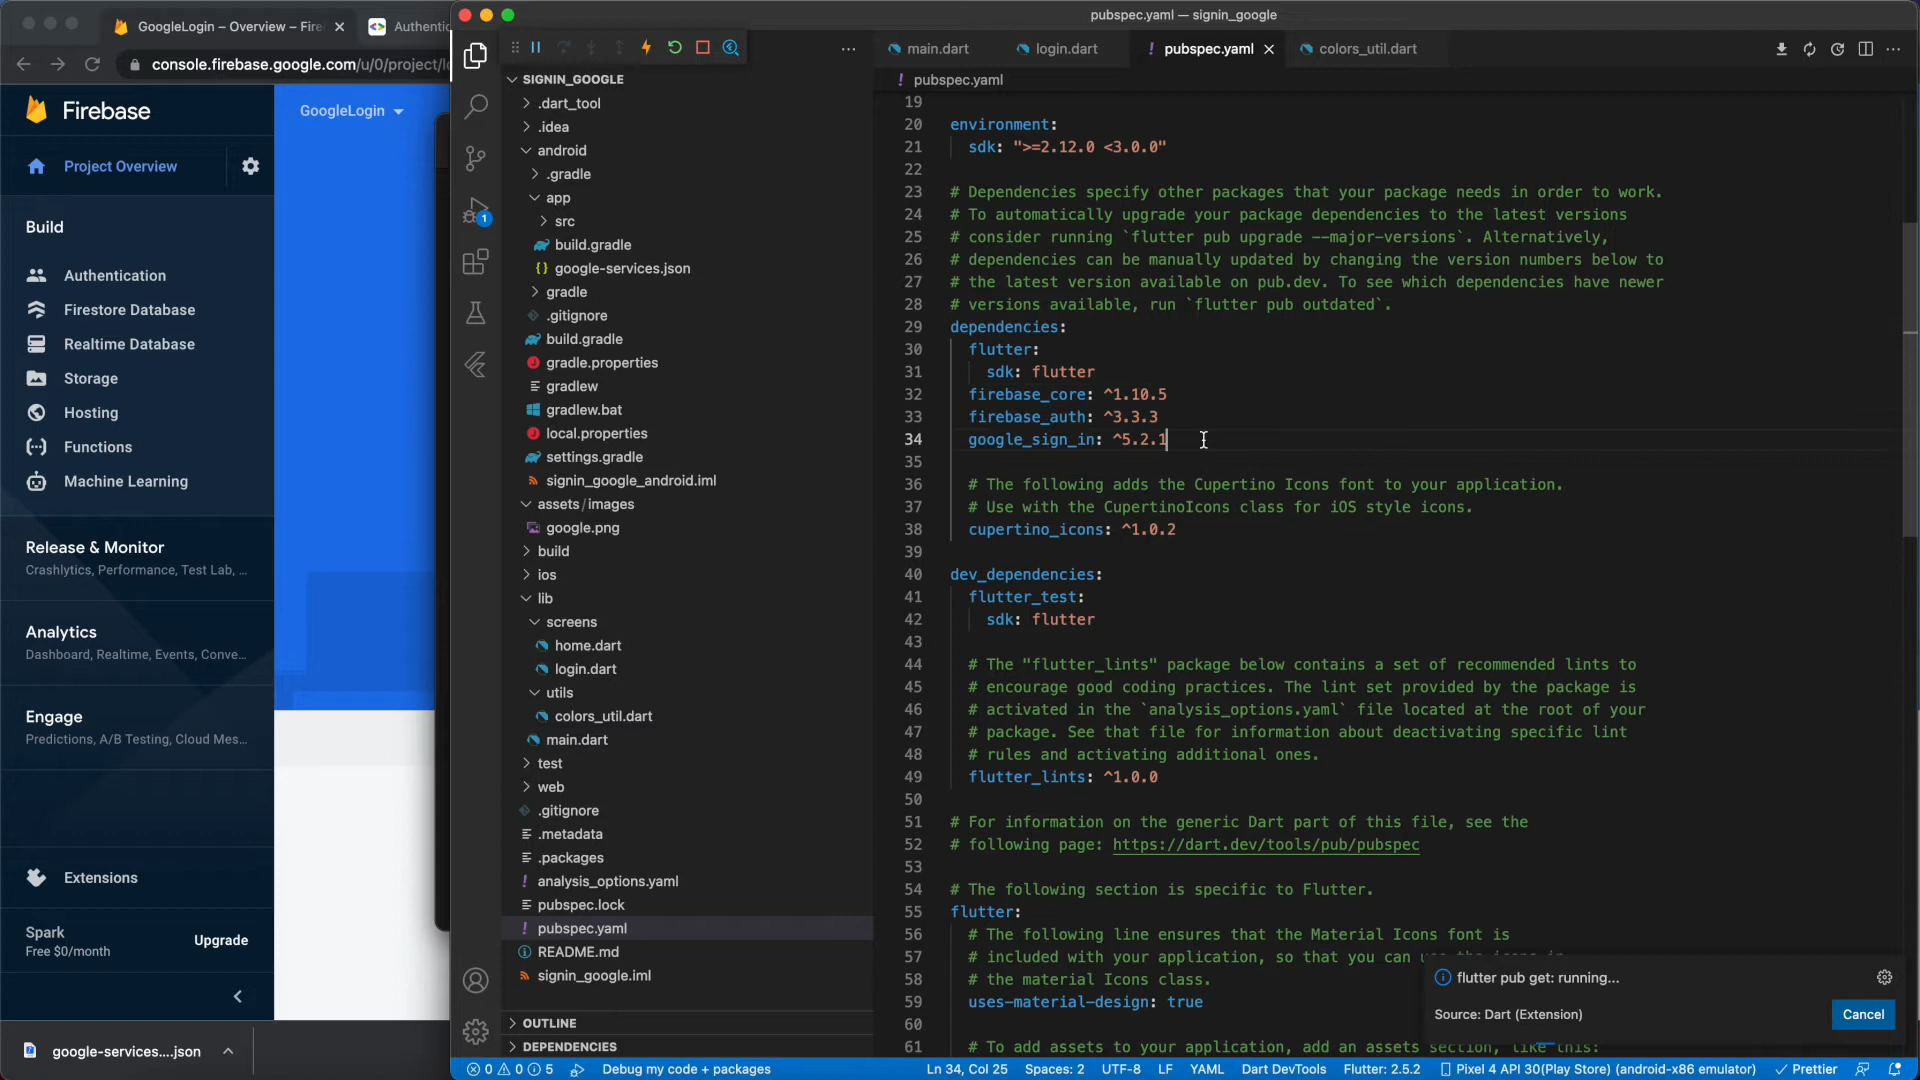 GoogleLogin – Overview – Fire
Authentic
console.firebase.google.com/u/0/project/lo
Firebase
GoogleLogin
Project Overview
Build
Authentication
Firestore Database
Realtime Database
Storage
Hosting
Functions
Machine Learning
Release & Monitor
Crashlytics, Performance, Test Lab, ...
Analytics
Dashboard, Realtime, Events, Conve...
Engage
Predictions, A/B Testing, Cloud Mes...
Extensions
Spark
Free $0/month
Upgrade
google-services....json
pubspec.yaml — signin_google
SIGNIN_GOOGLE
.dart_tool
.idea
android
.gradle
app
src
build.gradle
google-services.json
gradle
.gitignore
build.gradle
gradle.properties
gradlew
gradlew.bat
local.properties
settings.gradle
signin_google_android.iml
assets/images
google.png
build
ios
lib
screens
home.dart
login.dart
utils
colors_util.dart
main.dart
test
web
.gitignore
.metadata
.packages
analysis_options.yaml
pubspec.lock
pubspec.yaml
README.md
signin_google.iml
OUTLINE
DEPENDENCIES
1
main.dart
login.dart
pubspec.yaml
colors_util.dart
pubspec.yaml
19
20 environment:
21 sdk: ">=2.12.0 <3.0.0"
22
23 # Dependencies specify other packages that your package needs in order to work.
24 # To automatically upgrade your package dependencies to the latest versions
25 # consider running `flutter pub upgrade --major-versions`. Alternatively,
26 # dependencies can be manually updated by changing the version numbers below to
27 # the latest version available on pub.dev. To see which dependencies have newer
28 # versions available, run `flutter pub outdated`.
29 dependencies:
30 flutter:
31 sdk: flutter
32 firebase_core: ^1.10.5
33 firebase_auth: ^3.3.3
34 google_sign_in: ^5.2.1
35
36 # The following adds the Cupertino Icons font to your application.
37 # Use with the CupertinoIcons class for iOS style icons.
38 cupertino_icons: ^1.0.2
39
40 dev_dependencies:
41 flutter_test:
42 sdk: flutter
43
44 # The "flutter_lints" package below contains a set of recommended lints to
45 # encourage good coding practices. The lint set provided by the package is
46 # activated in the `analysis_options.yaml` file located at the root of your
47 # package. See that file for information about deactivating specific lint
48 # rules and activating additional ones.
49 flutter_lints: ^1.0.0
50
51 # For information on the generic Dart part of this file, see the
52 # following page: https://dart.dev/tools/pub/pubspec
53
54 # The following section is specific to Flutter.
55 flutter:
56 # The following line ensures that the Material Icons font is
57 # included with your application, so that you can
58 # the material Icons class.
59 uses-material-design: true
60
61 # To add assets to your application, add an assets section, like this:
flutter pub get: running...
Source: Dart (Extension)
Cancel
0 0 5
Debug my code + packages
Ln 34, Col 25
Spaces: 2
UTF-8
LF
YAML
Dart DevTools
Flutter: 2.5.2
Pixel 4 API 30(Play Store) (android-x86 emulator)
Prettier